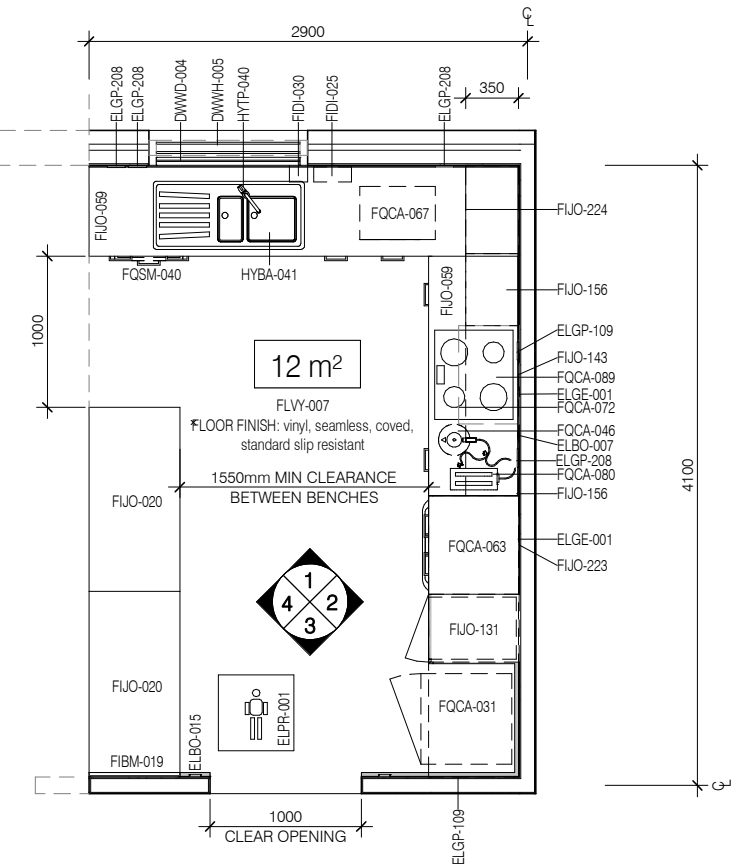 ℄
2900
ELGP-208
ELGP-208
DWWD-004
DWWH-005
HYTP-040
FIDI-030
FIDI-025
ELGP-208
350
FIJO-059
FQCA-067
FIJO-224
FQSM-040
HYBA-041
FIJO-059
FIJO-156
1000
ELGP-109
12 m²
FIJO-143
FQCA-089
ELGE-001
FLVY-007
FQCA-072
*FLOOR FINISH: vinyl, seamless, coved,
standard slip resistant
FQCA-046
ELBO-007
ELGP-208
1550mm MIN CLEARANCE
BETWEEN BENCHES
FQCA-080
4100
FIJO-020
FIJO-156
FQCA-063
ELGE-001
FIJO-223
1
4 2
3
FIJO-131
FIJO-020
ELPR-001
FQCA-031
ELBO-015
FIBM-019
℄
1000
CLEAR OPENING
ELGP-109